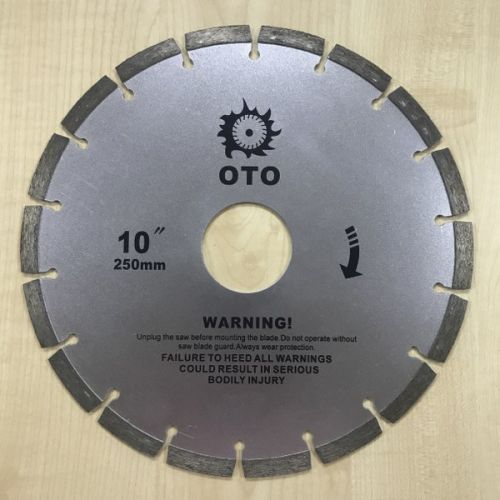 OTO
10″
250mm
WARNING!
Unplug the saw before mounting the blade.Do not operate without
saw blade guard.Always wear protection.
FAILURE TO HEED ALL WARNINGS
COULD RESULT IN SERIOUS
BODILY INJURY